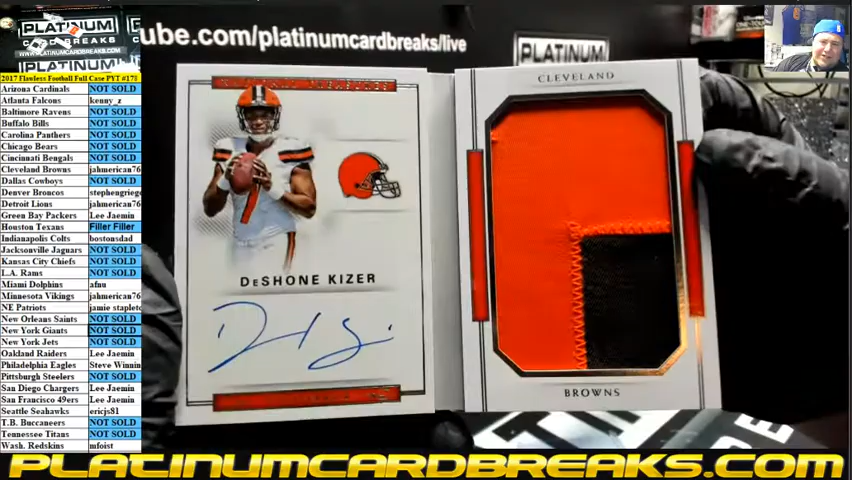 PLATINUM
CARD BREAKS
PLATINUMCARDBREAKS.COM
PLATINUM
ube.com/platinumcardbreaks/live
PLATINUM
2017 Flawless Football Full Case PYT #178
Arizona Cardinals NOT SOLD
Atlanta Falcons kenny_z
Baltimore Ravens NOT SOLD
Buffalo Bills NOT SOLD
Carolina Panthers NOT SOLD
Chicago Bears NOT SOLD
Cincinnati Bengals NOT SOLD
Cleveland Browns jahmerican76
Dallas Cowboys NOT SOLD
Denver Broncos stephengriego
Detroit Lions jahmerican76
Green Bay Packers Lee Jaemin
Houston Texans Filler Filler
Indianapolis Colts bostonsdad
Jacksonville Jaguars NOT SOLD
Kansas City Chiefs NOT SOLD
L.A. Rams NOT SOLD
Miami Dolphins afnu
Minnesota Vikings jahmerican76
NE Patriots jamie stapleto
New Orleans Saints NOT SOLD
New York Giants NOT SOLD
New York Jets NOT SOLD
Oakland Raiders Lee Jaemin
Philadelphia Eagles Steve Winnin
Pittsburgh Steelers NOT SOLD
San Diego Chargers Lee Jaemin
San Francisco 49ers Lee Jaemin
Seattle Seahawks ericjs81
T.B. Buccaneers NOT SOLD
Tennessee Titans NOT SOLD
Wash. Redskins mfoist
DESHONE KIZER
CLEVELAND
BROWNS
PLATINUMCARDBREAKS.COM